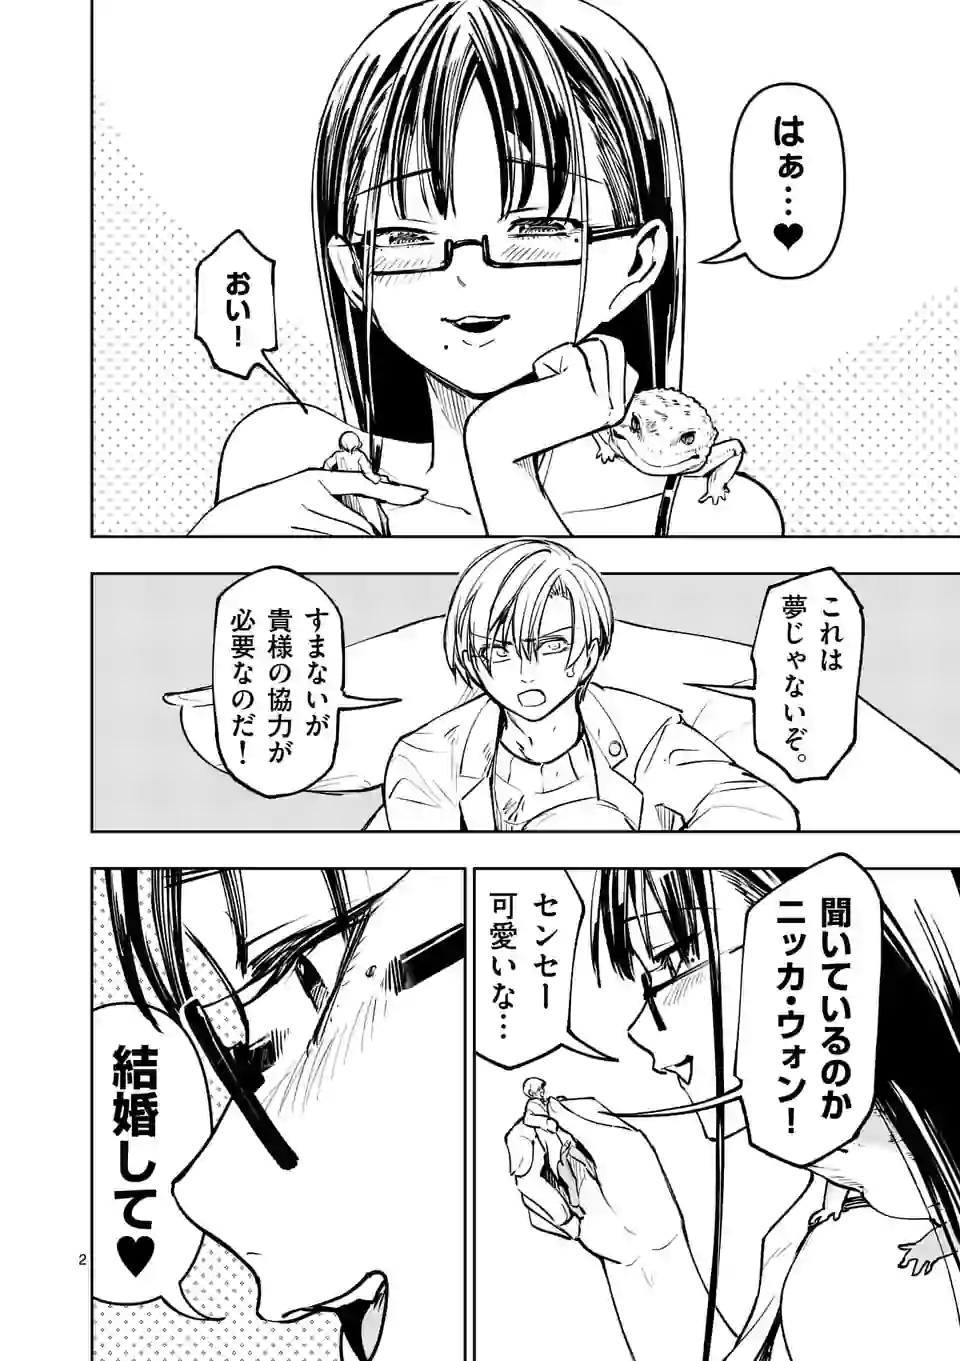 はぁ…♥
おい！
これは
夢じゃないぞ。
すまないが
貴様の協力が
必要なのだ！
聞いているのか
ニッカ・ウォン！
センセー
可愛いな…
結婚して♥
2